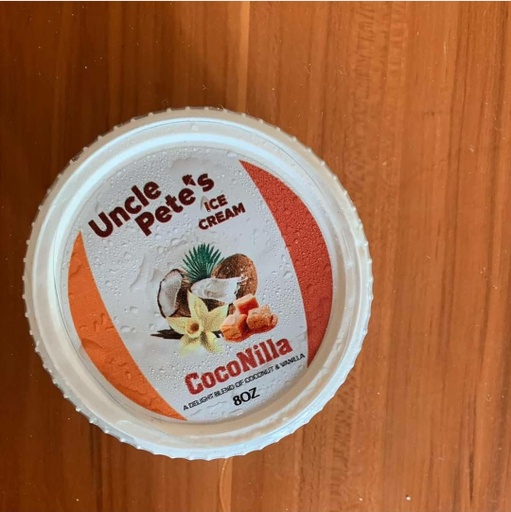 Uncle
Pete's
ICE
CREAM
CocoNilla
A DELIGHT BLEND OF COCONUT & VANILLA
8OZ